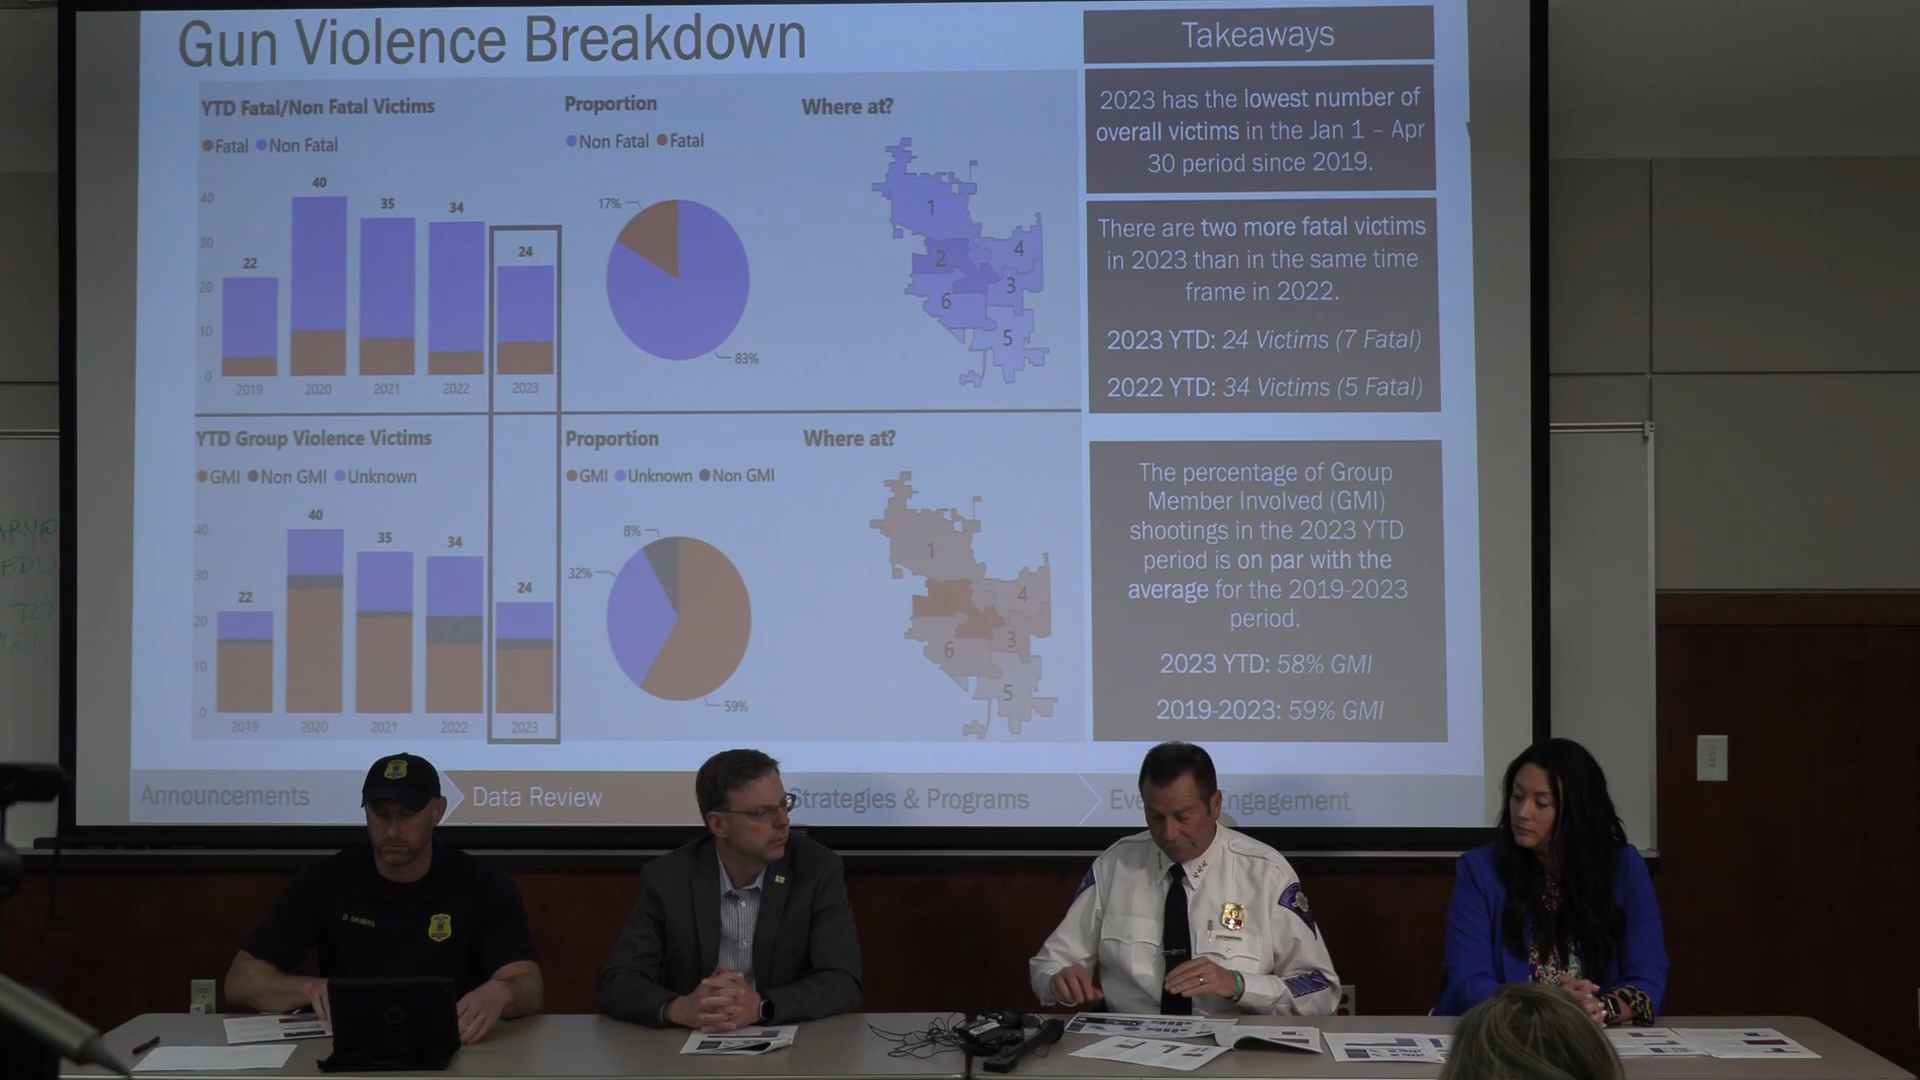 Gun Violence Breakdown
Takeaways
YTD Fatal/Non Fatal Victims
Fatal Non Fatal
40
30
20
10
0
22
40
35
34
24
2019
2020
2021
2022
2023
Proportion
Non Fatal Fatal
17%
83%
Where at?
1
2
4
3
6
5
2023 has the lowest number of
overall victims in the Jan 1 – Apr
30 period since 2019.
There are two more fatal victims
in 2023 than in the same time
frame in 2022.
2023 YTD: 24 Victims (7 Fatal)
2022 YTD: 34 Victims (5 Fatal)
YTD Group Violence Victims
GMI Non GMI Unknown
40
30
20
10
0
22
40
35
34
24
2019
2020
2021
2022
2023
Proportion
GMI Unknown Non GMI
8%
32%
59%
Where at?
1
4
3
6
5
The percentage of Group
Member Involved (GMI)
shootings in the 2023 YTD
period is on par with the
average for the 2019-2023
period.
2023 YTD: 58% GMI
2019-2023: 59% GMI
Announcements
Data Review
Strategies & Programs